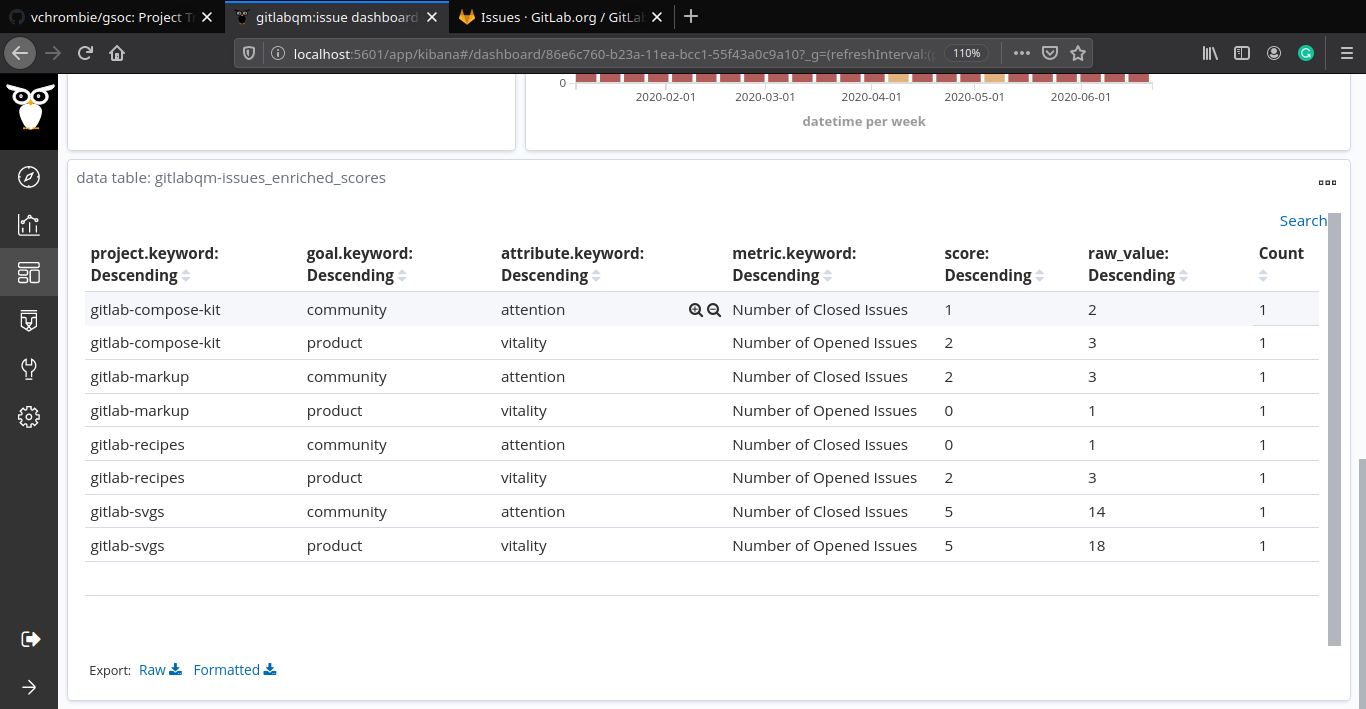 vchrombie/gsoc: Project T
gitlabqm:issue dashboard
Issues · GitLab.org / GitLa
localhost:5601/app/kibana#/dashboard/86e6c760-b23a-11ea-bcc1-55f43a0c9a10?_g=(refreshInterval:(
110%
0
2020-02-01 2020-03-01 2020-04-01 2020-05-01 2020-06-01
datetime per week
data table: gitlabqm-issues_enriched_scores
Search
project.keyword: Descending goal.keyword: Descending attribute.keyword: Descending metric.keyword: Descending score: Descending raw_value: Descending Count
gitlab-compose-kit community attention Number of Closed Issues 1 2 1
gitlab-compose-kit product vitality Number of Opened Issues 2 3 1
gitlab-markup community attention Number of Closed Issues 2 3 1
gitlab-markup product vitality Number of Opened Issues 0 1 1
gitlab-recipes community attention Number of Closed Issues 0 1 1
gitlab-recipes product vitality Number of Opened Issues 2 3 1
gitlab-svgs community attention Number of Closed Issues 5 14 1
gitlab-svgs product vitality Number of Opened Issues 5 18 1
Export: Raw Formatted